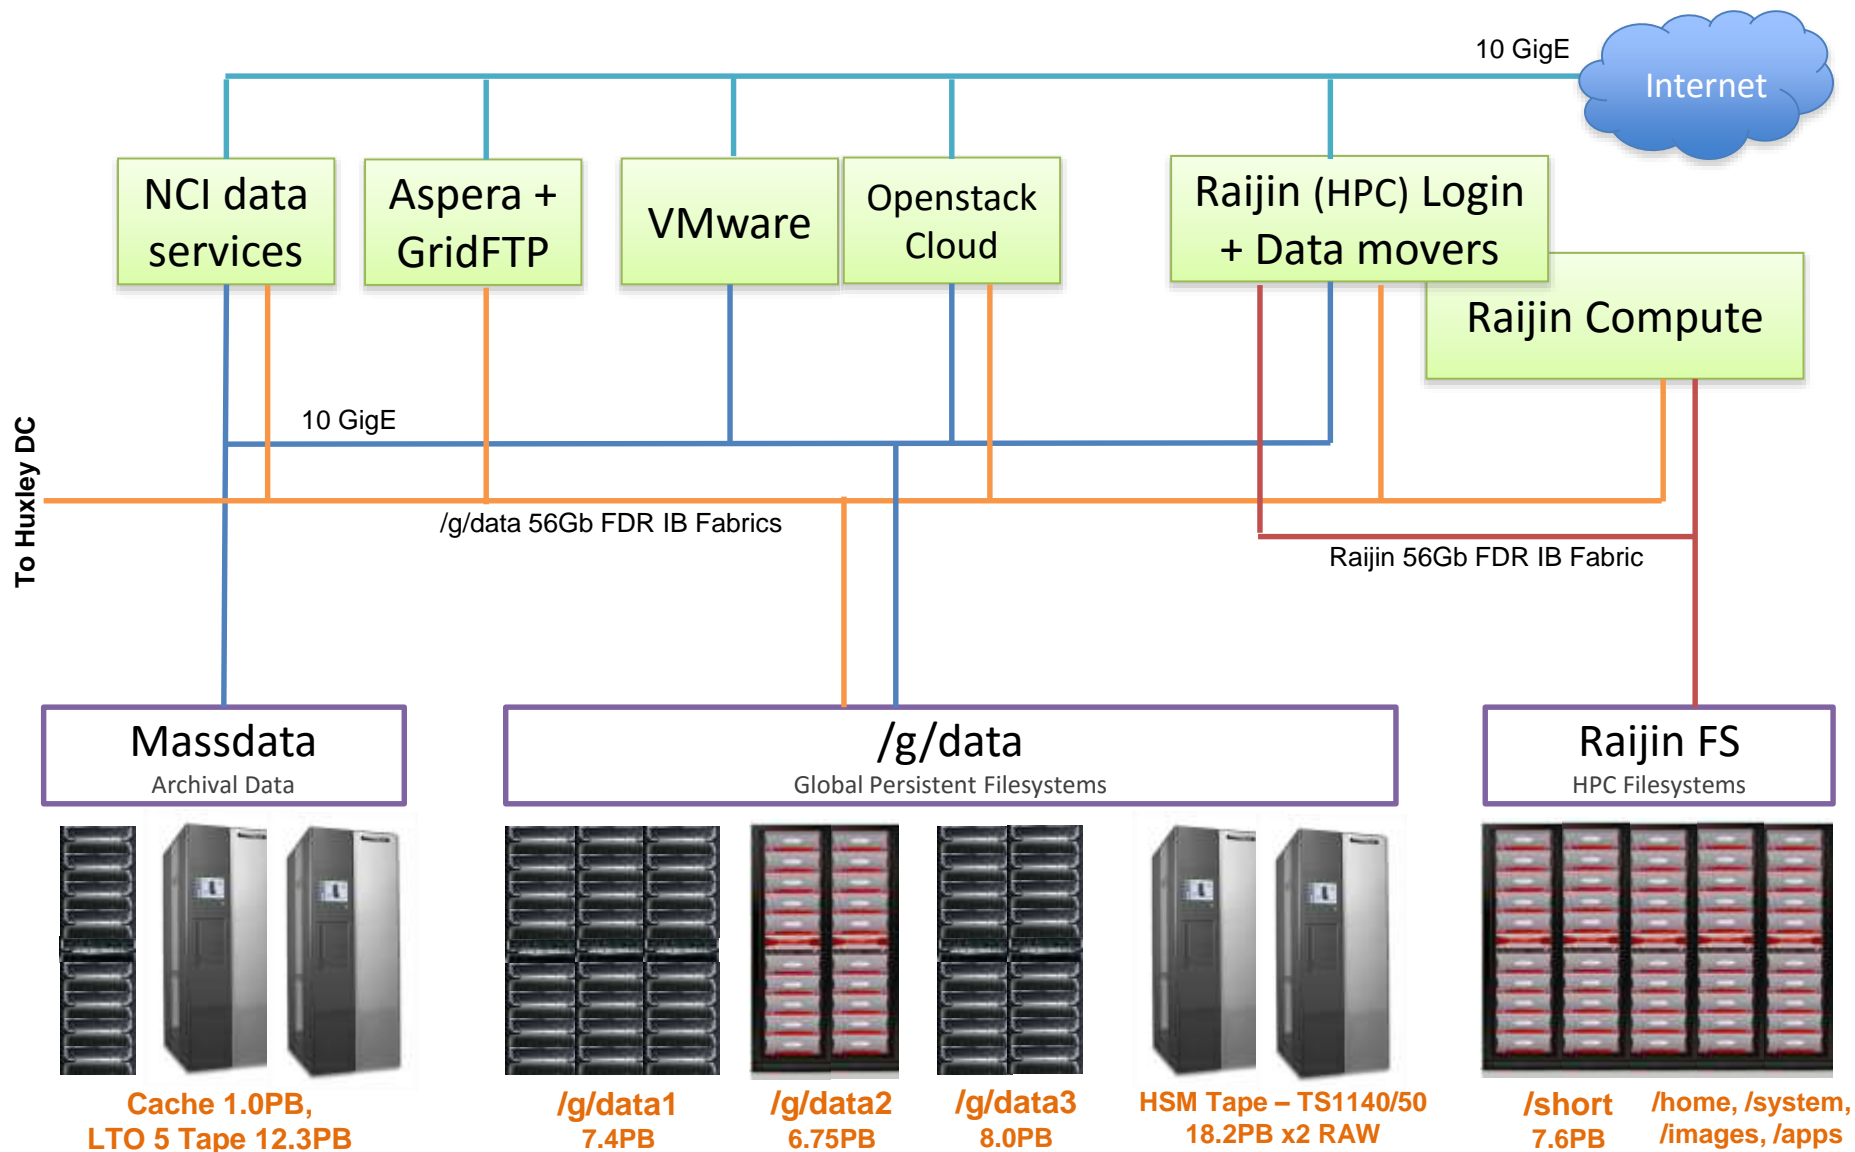 10 GigE
Internet
NCI data
services
Aspera +
GridFTP
VMware
Openstack
Cloud
Raijin (HPC) Login
+ Data movers
Raijin Compute
10 GigE
To Huxley DC
/g/data 56Gb FDR IB Fabrics
Raijin 56Gb FDR IB Fabric
Massdata
Archival Data
/g/data
Global Persistent Filesystems
Raijin FS
HPC Filesystems
Cache 1.0PB,
LTO 5 Tape 12.3PB
/g/data1
7.4PB
/g/data2
6.75PB
/g/data3
8.0PB
HSM Tape – TS1140/50
18.2PB x2 RAW
/short
7.6PB
/home, /system,
/images, /apps